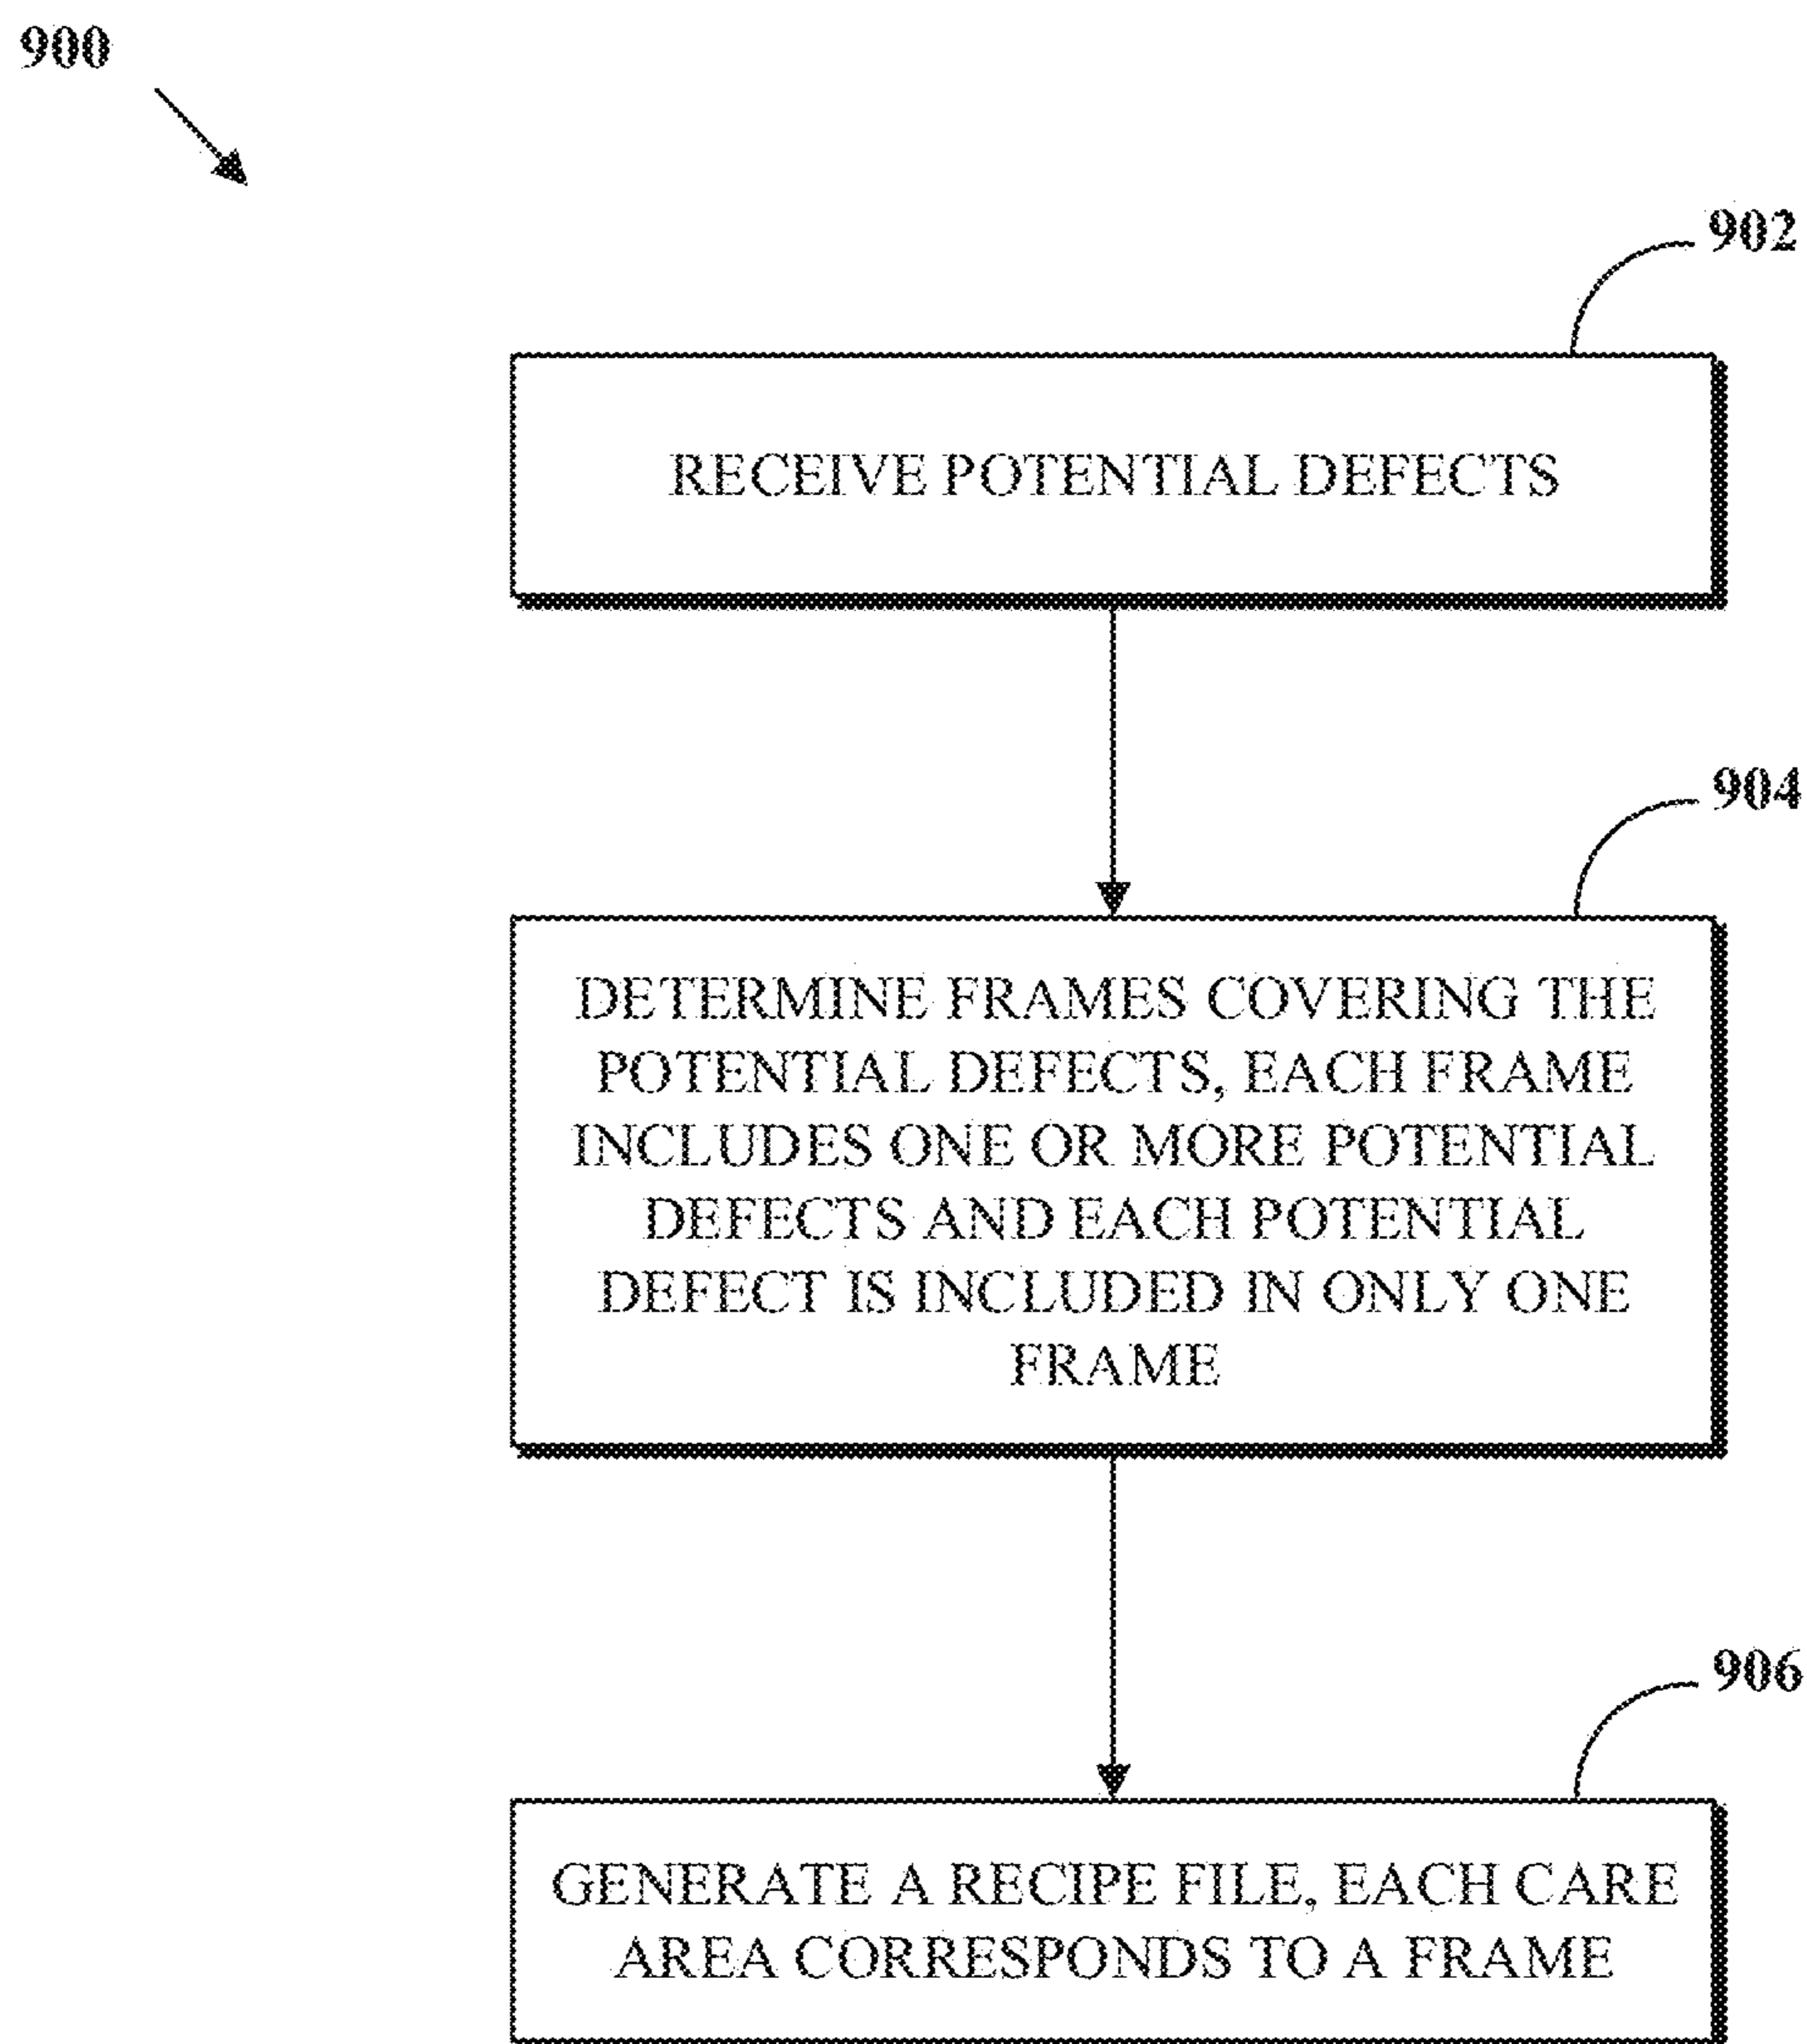 900
902
RECEIVE POTENTIAL DEFECTS
904
DETERMINE FRAMES COVERING THE
POTENTIAL DEFECTS, EACH FRAME
INCLUDES ONE OR MORE POTENTIAL
DEFECTS AND EACH POTENTIAL
DEFECT IS INCLUDED IN ONLY ONE
FRAME
906
GENERATE A RECIPE FILE, EACH CARE
AREA CORRESPONDS TO A FRAME